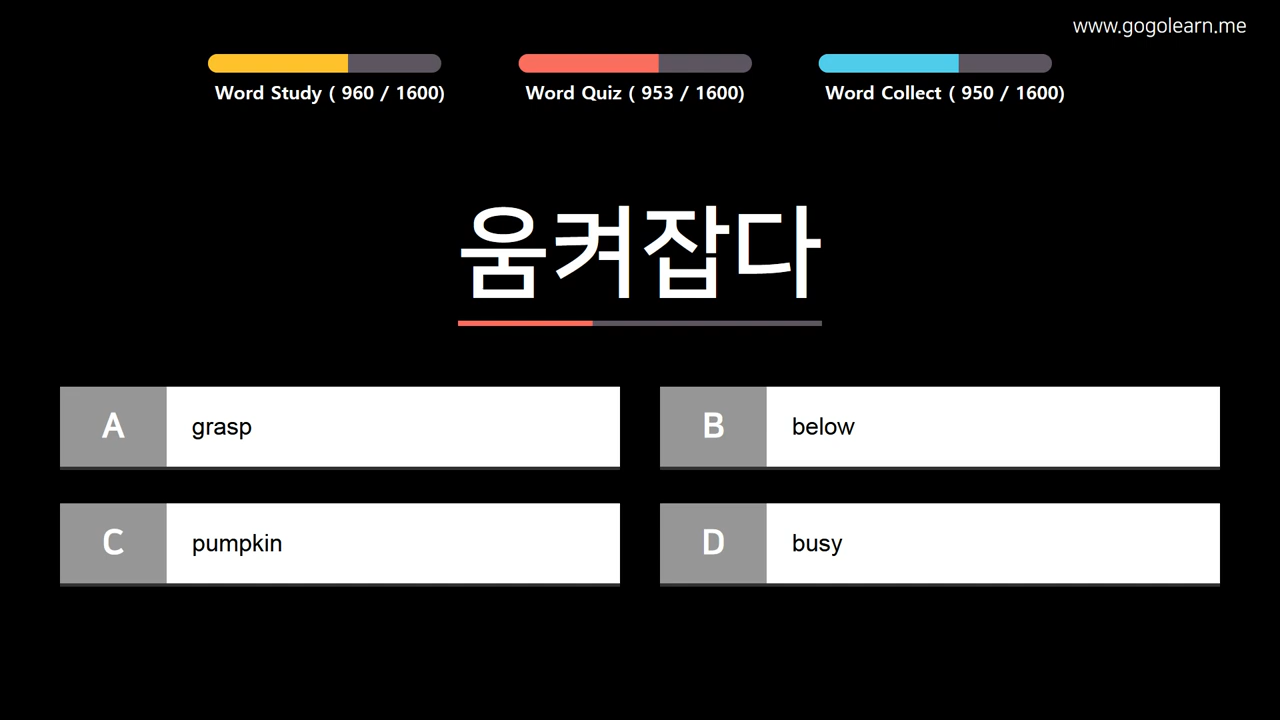 www.gogolearn.me
Word Study ( 960 / 1600)
Word Quiz ( 953 / 1600)
Word Collect ( 950 / 1600)
움켜잡다
A grasp
B below
C pumpkin
D busy